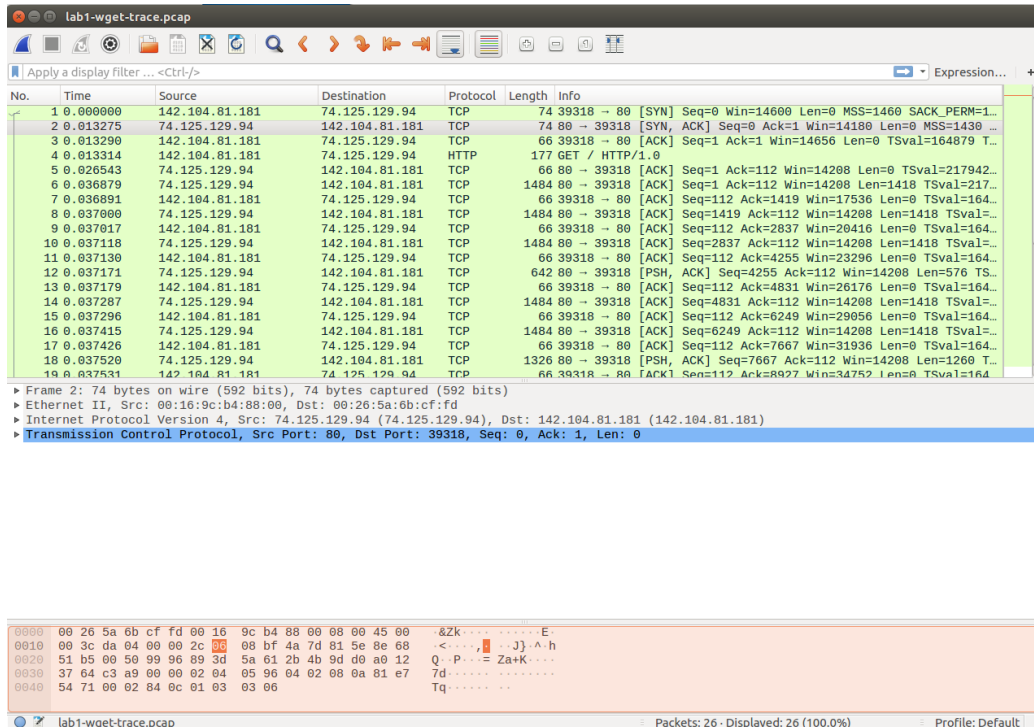 lab1-wget-trace.pcap
Apply a display filter ... <Ctrl-/> Expression... +
No. Time Source Destination Protocol Length Info
1 0.000000 142.104.81.181 74.125.129.94 TCP 74 39318 → 80 [SYN] Seq=0 Win=14600 Len=0 MSS=1460 SACK_PERM=1…
2 0.013275 74.125.129.94 142.104.81.181 TCP 74 80 → 39318 [SYN, ACK] Seq=0 Ack=1 Win=14180 Len=0 MSS=1430 …
3 0.013290 142.104.81.181 74.125.129.94 TCP 66 39318 → 80 [ACK] Seq=1 Ack=1 Win=14656 Len=0 TSval=164879 T…
4 0.013314 142.104.81.181 74.125.129.94 HTTP 177 GET / HTTP/1.0
5 0.026543 74.125.129.94 142.104.81.181 TCP 66 80 → 39318 [ACK] Seq=1 Ack=112 Win=14208 Len=0 TSval=217942…
6 0.036879 74.125.129.94 142.104.81.181 TCP 1484 80 → 39318 [ACK] Seq=1 Ack=112 Win=14208 Len=1418 TSval=217…
7 0.036891 142.104.81.181 74.125.129.94 TCP 66 39318 → 80 [ACK] Seq=112 Ack=1419 Win=17536 Len=0 TSval=164…
8 0.037000 74.125.129.94 142.104.81.181 TCP 1484 80 → 39318 [ACK] Seq=1419 Ack=112 Win=14208 Len=1418 TSval=…
9 0.037017 142.104.81.181 74.125.129.94 TCP 66 39318 → 80 [ACK] Seq=112 Ack=2837 Win=20416 Len=0 TSval=164…
10 0.037118 74.125.129.94 142.104.81.181 TCP 1484 80 → 39318 [ACK] Seq=2837 Ack=112 Win=14208 Len=1418 TSval=…
11 0.037130 142.104.81.181 74.125.129.94 TCP 66 39318 → 80 [ACK] Seq=112 Ack=4255 Win=23296 Len=0 TSval=164…
12 0.037171 74.125.129.94 142.104.81.181 TCP 642 80 → 39318 [PSH, ACK] Seq=4255 Ack=112 Win=14208 Len=576 TS…
13 0.037179 142.104.81.181 74.125.129.94 TCP 66 39318 → 80 [ACK] Seq=112 Ack=4831 Win=26176 Len=0 TSval=164…
14 0.037287 74.125.129.94 142.104.81.181 TCP 1484 80 → 39318 [ACK] Seq=4831 Ack=112 Win=14208 Len=1418 TSval=…
15 0.037296 142.104.81.181 74.125.129.94 TCP 66 39318 → 80 [ACK] Seq=112 Ack=6249 Win=29056 Len=0 TSval=164…
16 0.037415 74.125.129.94 142.104.81.181 TCP 1484 80 → 39318 [ACK] Seq=6249 Ack=112 Win=14208 Len=1418 TSval=…
17 0.037426 142.104.81.181 74.125.129.94 TCP 66 39318 → 80 [ACK] Seq=112 Ack=7667 Win=31936 Len=0 TSval=164…
18 0.037520 74.125.129.94 142.104.81.181 TCP 1326 80 → 39318 [PSH, ACK] Seq=7667 Ack=112 Win=14208 Len=1260 T…
19 0.037531 142.104.81.181 74.125.129.94 TCP 66 39318 → 80 [ACK] Seq=112 Ack=8927 Win=34752 Len=0 TSval=164
Frame 2: 74 bytes on wire (592 bits), 74 bytes captured (592 bits)
Ethernet II, Src: 00:16:9c:b4:88:00, Dst: 00:26:5a:6b:cf:fd
Internet Protocol Version 4, Src: 74.125.129.94 (74.125.129.94), Dst: 142.104.81.181 (142.104.81.181)
Transmission Control Protocol, Src Port: 80, Dst Port: 39318, Seq: 0, Ack: 1, Len: 0
0000 00 26 5a 6b cf fd 00 16 9c b4 88 00 08 00 45 00 ·&Zk···· ······E·
0010 00 3c da 04 00 00 2c 06 08 bf 4a 7d 81 5e 8e 68 ·<····,· ··J}·^·h
0020 51 b5 00 50 99 96 89 3d 5a 61 2b 4b 9d d0 a0 12 Q··P···= Za+K····
0030 37 64 c3 a9 00 00 02 04 05 96 04 02 08 0a 81 e7 7d······ ········
0040 54 71 00 02 84 0c 01 03 03 06 Tq······ ··
lab1-wget-trace.pcap Packets: 26 · Displayed: 26 (100.0%) Profile: Default